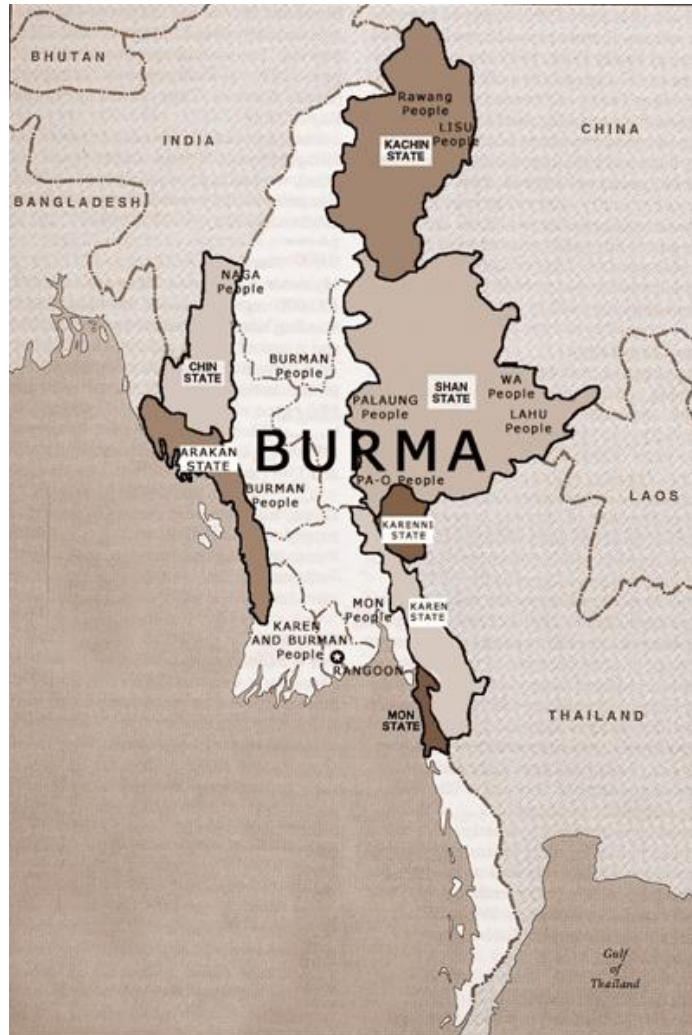 BHUTAN
INDIA
CHINA
BANGLADESH
Rawang
People
LISU
People
KACHIN
STATE
NAGA
People
BURMAN
People
CHIN
STATE
SHAN
STATE
WA
People
PALAUNG
People
LAHU
People
BURMA
ARAKAN
STATE
PA-O People
BURMAN
People
LAOS
KARENNI
STATE
MON
People
KAREN
STATE
KAREN
AND BURMAN
People
RANGOON
MON
STATE
THAILAND
Gulf
of
Thailand